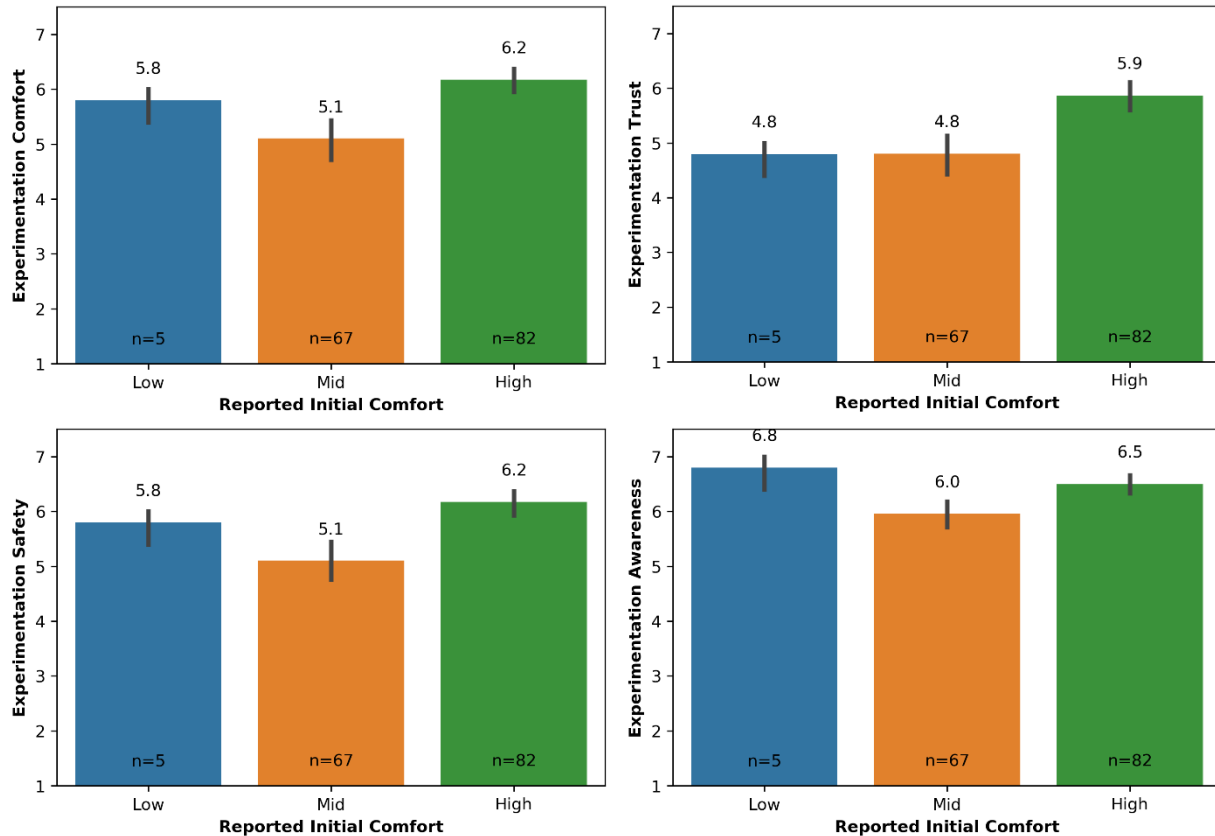 7
6
5
4
3
2
1
Experimentation Comfort
5.8
5.1
6.2
n=5
n=67
n=82
Low
Mid
High
Reported Initial Comfort
7
6
5
4
3
2
1
Experimentation Trust
4.8
4.8
5.9
n=5
n=67
n=82
Low
Mid
High
Reported Initial Comfort
7
6
5
4
3
2
1
Experimentation Safety
5.8
5.1
6.2
n=5
n=67
n=82
Low
Mid
High
Reported Initial Comfort
7
6
5
4
3
2
1
Experimentation Awareness
6.8
6.0
6.5
n=5
n=67
n=82
Low
Mid
High
Reported Initial Comfort